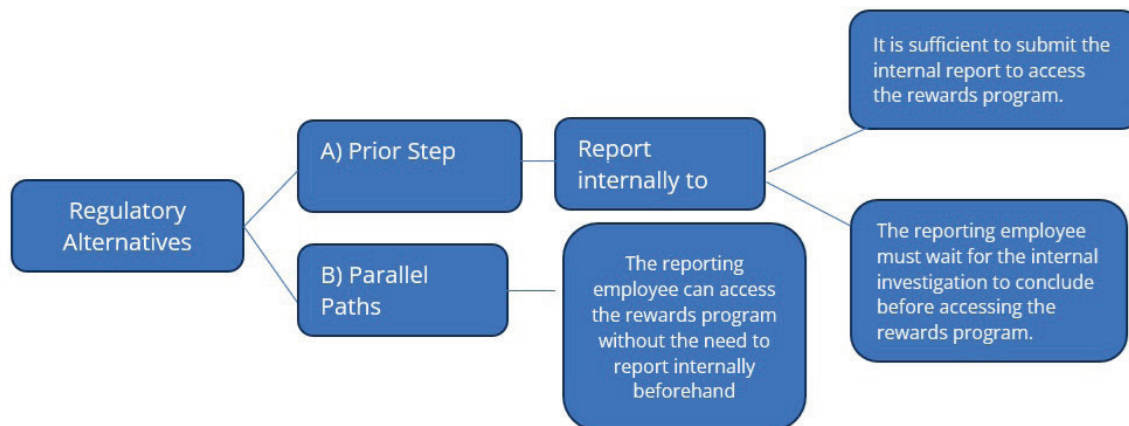 Regulatory
Alternatives
A) Prior Step
Report
internally to
It is sufficient to submit the
internal report to access
the rewards program.
The reporting employee
must wait for the internal
investigation to conclude
before accessing the
rewards program.
B) Parallel
Paths
The reporting
employee can access
the rewards program
without the need to
report internally
beforehand